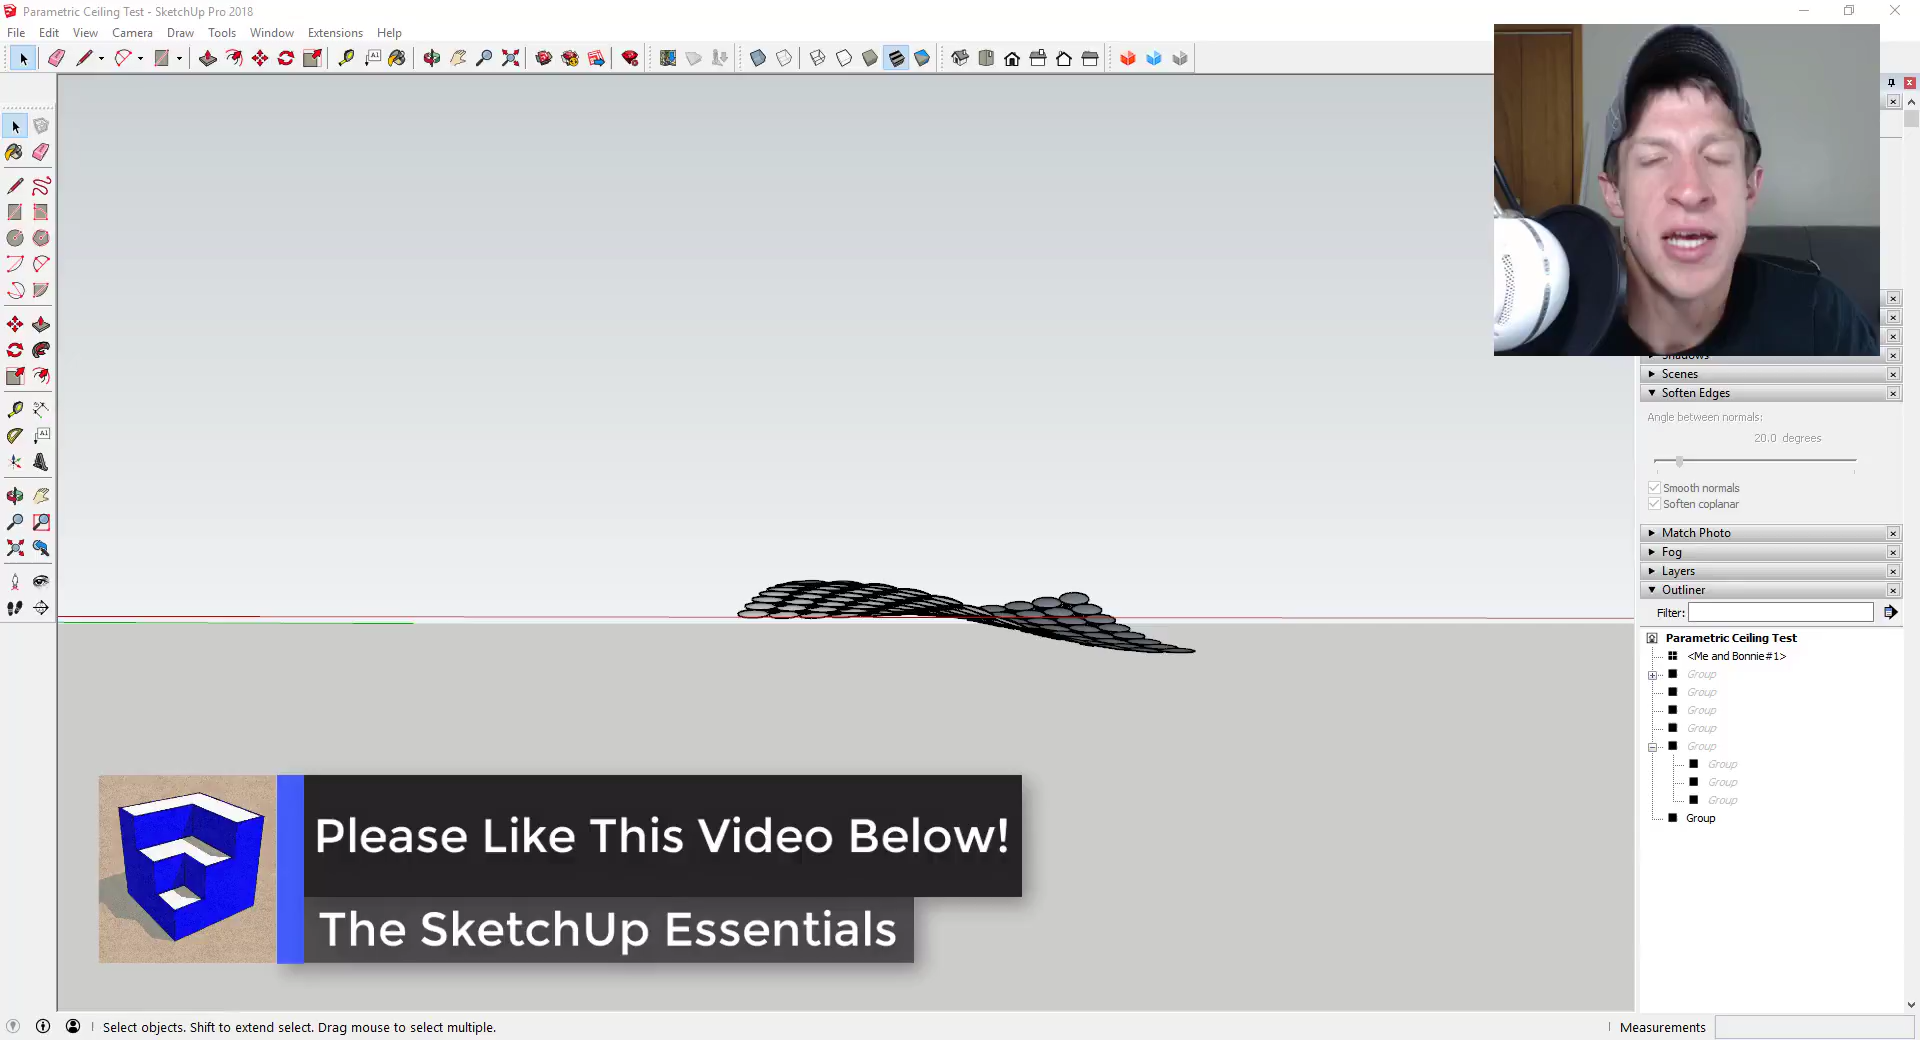 Parametric Ceiling Test - SketchUp Pro 2018
File Edit View Camera Draw Tools Window Extensions Help
Shadows
Scenes
Soften Edges
Angle between normals:
20.0 degrees
Smooth normals
Soften coplanar
Match Photo
Fog
Layers
Outliner
Filter:
Parametric Ceiling Test
<Me and Bonnie#1>
Group
Group
Group
Group
Group
Group
Group
Group
Group
Please Like This Video Below!
The SketchUp Essentials
Select objects. Shift to extend select. Drag mouse to select multiple.
Measurements